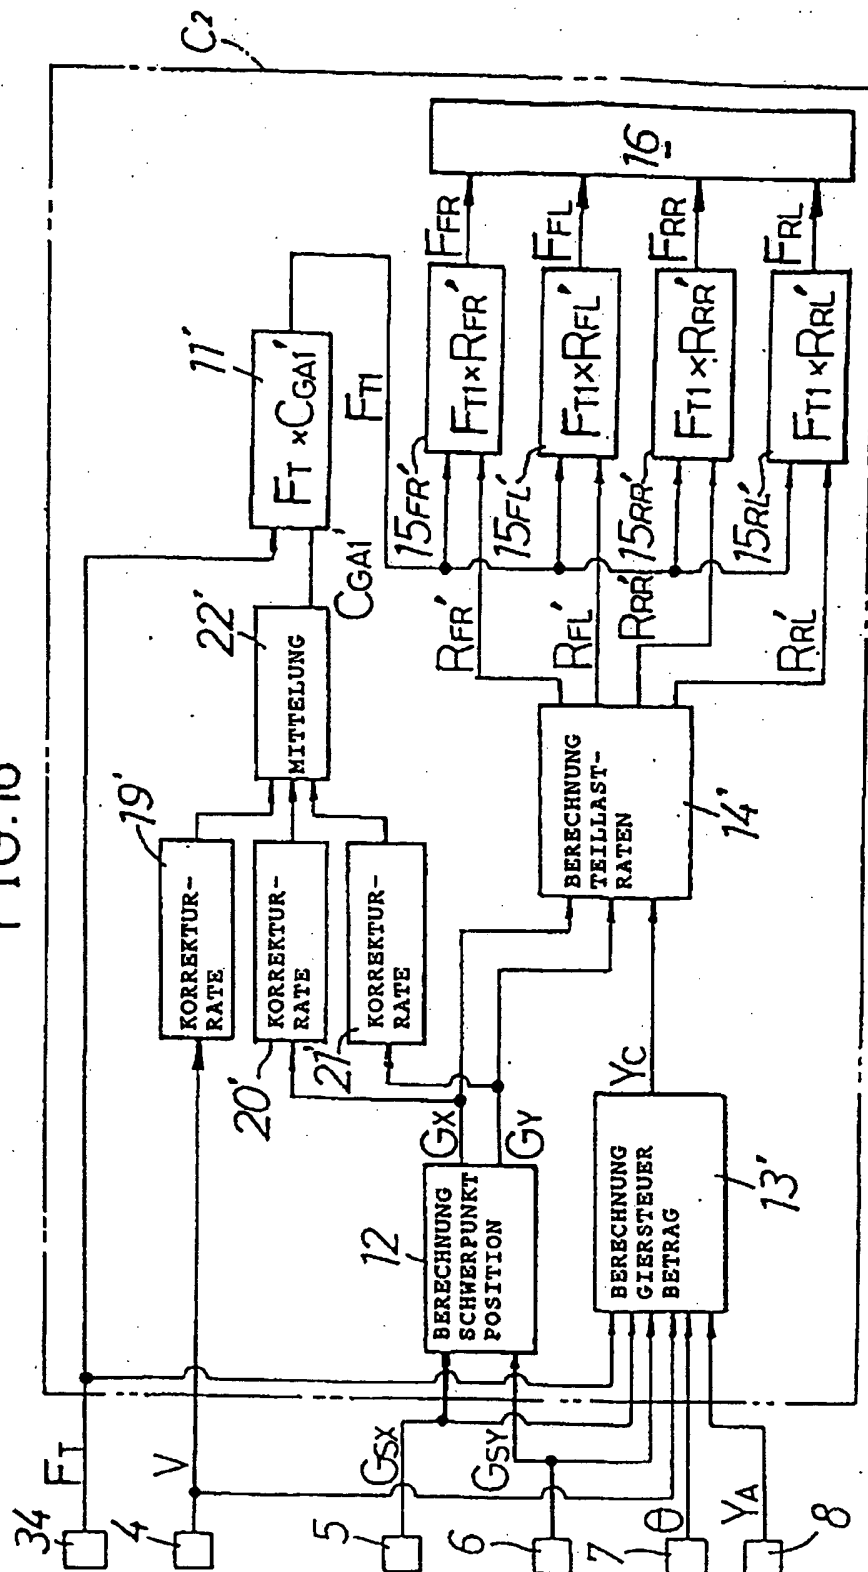 C2
34
FT
4
V
5
GSX
6
GSY
7
θ
8
YA
12
BERECHNUNG
SCHWERPUNKT
POSITION
GX
GY
BERECHNUNG
GIERSTEUER
BETRAG
13'
YC
19'
KORREKTUR-
RATE
20'
KORREKTUR-
RATE
21'
KORREKTUR-
RATE
22'
MITTELUNG
CGA1'
11'
FT × CGA1'
FT1
BERECHNUNG
TEILLAST-
RATEN
14'
RFR'
RFL'
RRR'
RRL'
15FR'
FT1 × RFR'
15FL'
FT1 × RFL'
15RR'
FT1 × RRR'
15RL'
FT1 × RRL'
FFR
FFL
FRR
FRL
16